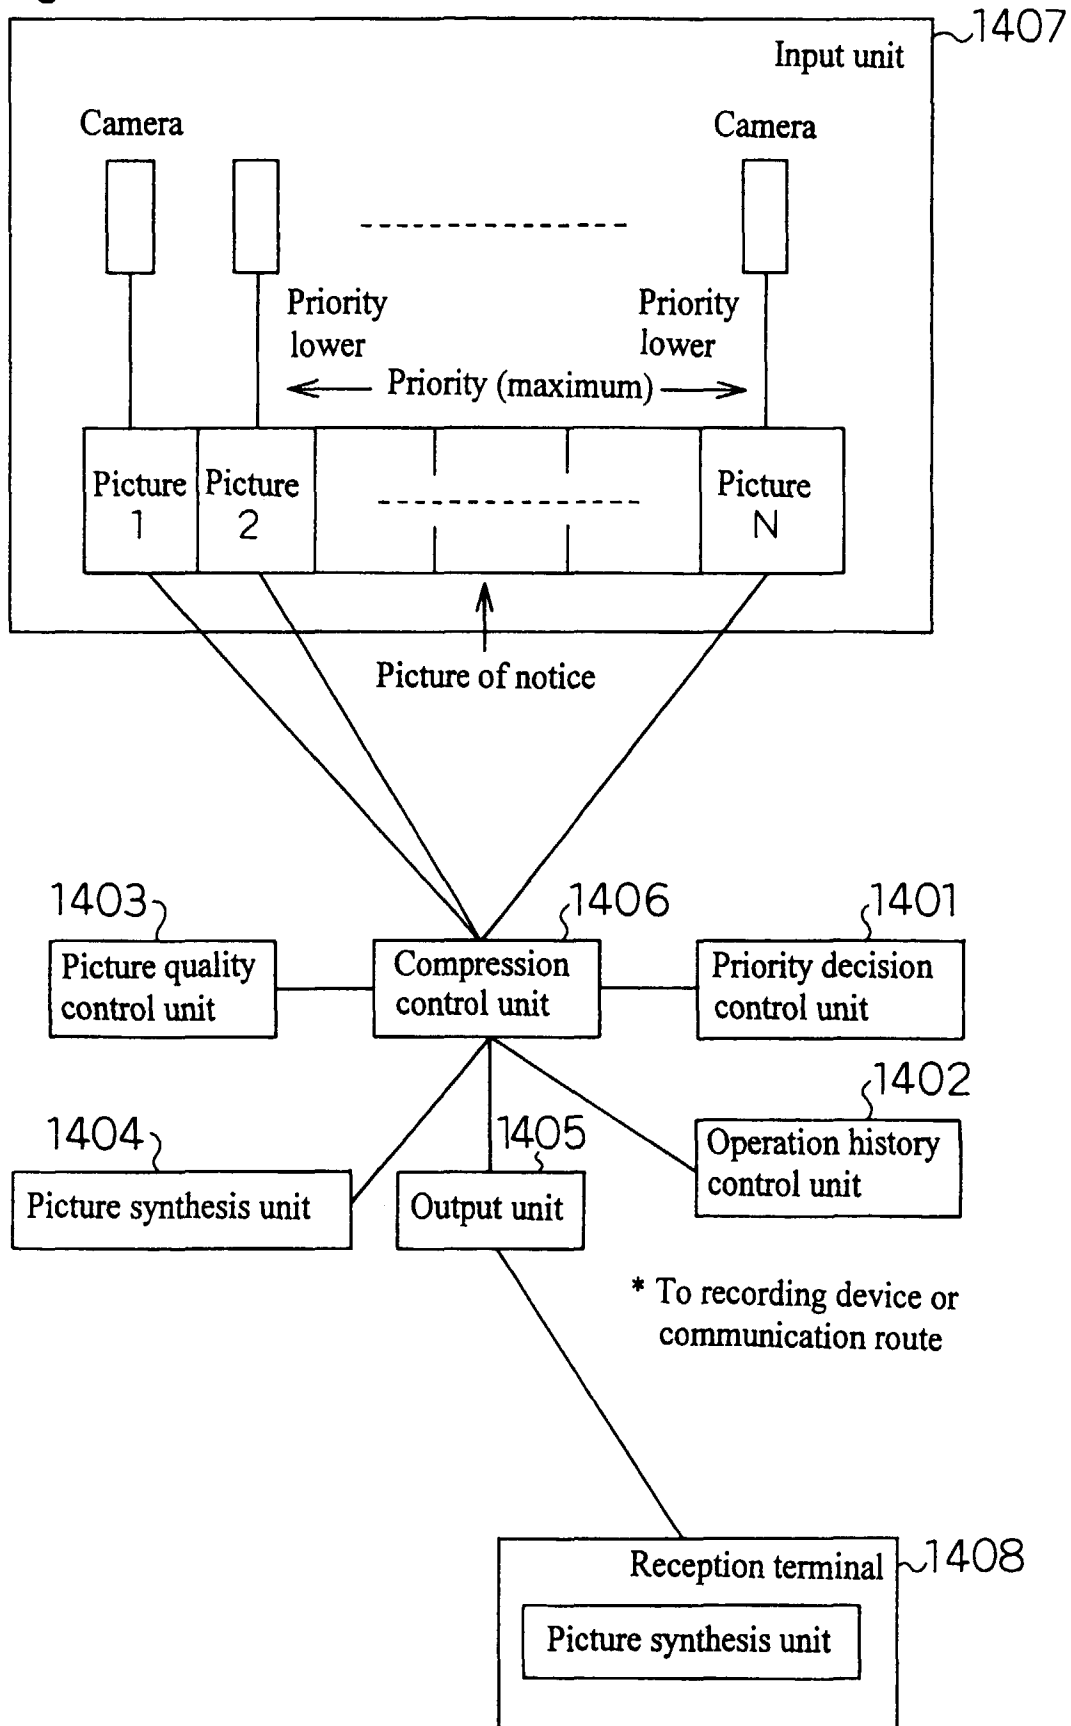 1407
Input unit
Camera
Camera
Priority
lower
Priority
lower
Priority (maximum)
Picture
1
Picture
2
Picture
N
Picture of notice
1403
1406
1401
Picture quality
control unit
Compression
control unit
Priority decision
control unit
1402
1404
1405
Operation history
control unit
Picture synthesis unit
Output unit
* To recording device or
communication route
1408
Reception terminal
Picture synthesis unit